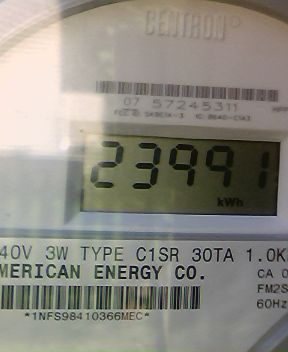 CENTRON®
07 57245311
23991
kWh
40V 3W TYPE C1SR 30TA 1.0K
MERICAN ENERGY CO.
CA 0
FM2S
60Hz
*1NFS98410366MEC*